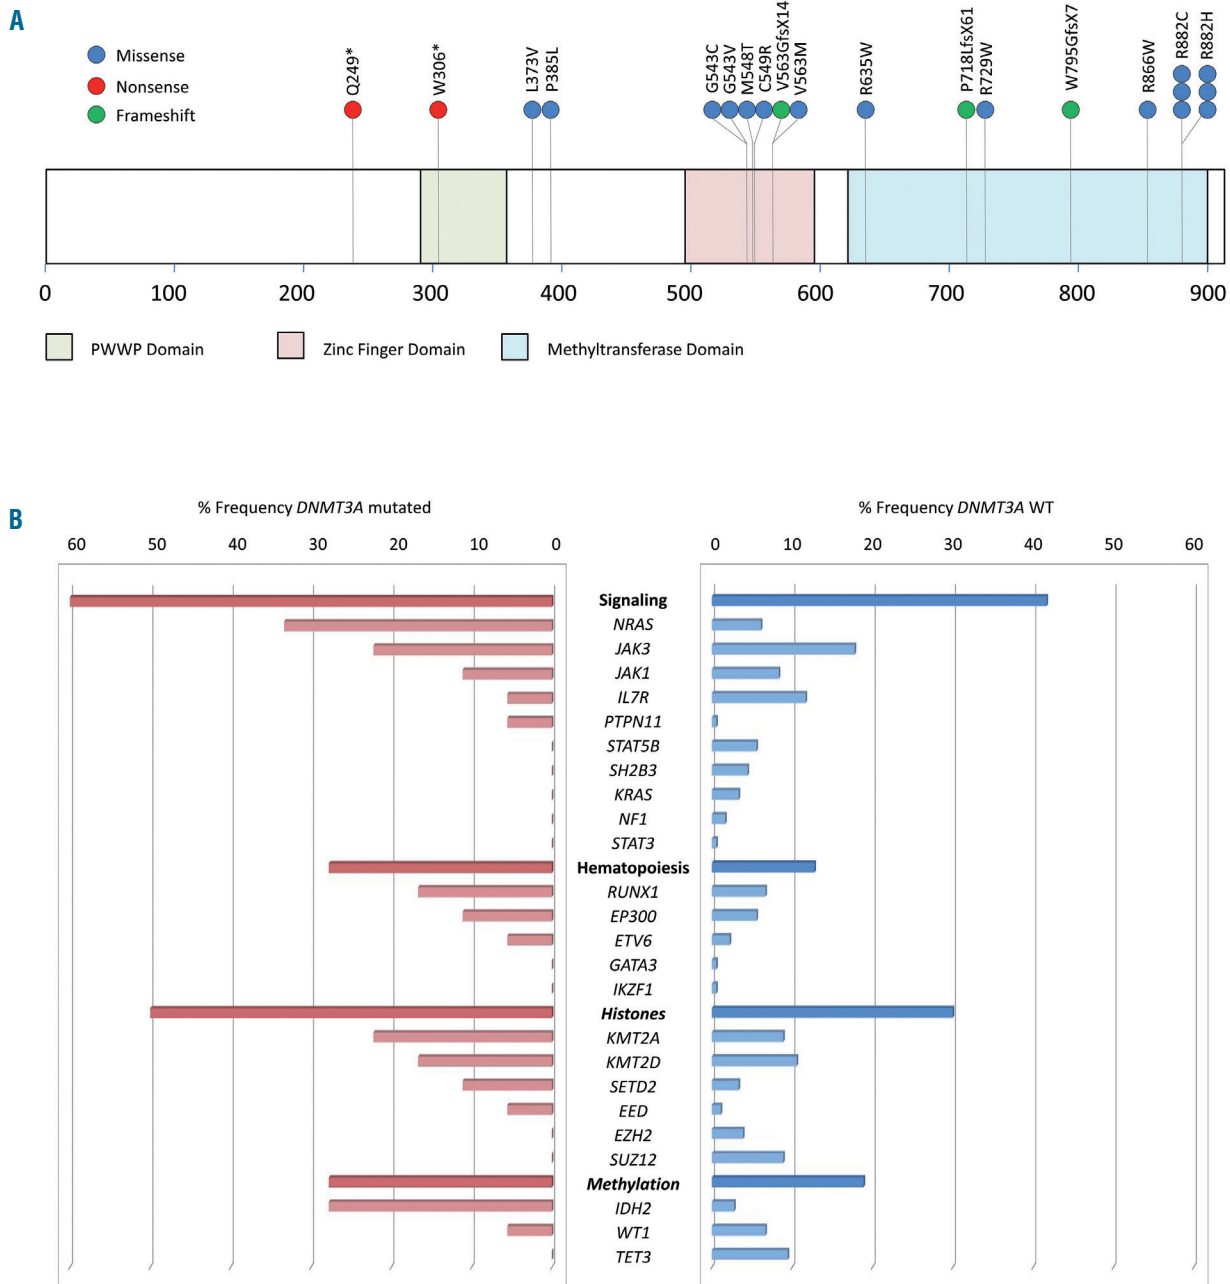 A
Missense
Nonsense
Frameshift
Q249*
W306*
L373V
P385L
G543C
G543V
M548T
C549R
V563GfsX14
V563M
R635W
P718LfsX61
R729W
W795GfsX7
R866W
R882C
R882H
0 100 200 300 400 500 600 700 800 900
PWWP Domain Zinc Finger Domain Methyltransferase Domain
B
% Frequency DNMT3A mutated % Frequency DNMT3A WT
60 50 40 30 20 10 0 0 10 20 30 40 50 60
Signaling
NRAS
JAK3
JAK1
IL7R
PTPN11
STAT5B
SH2B3
KRAS
NF1
STAT3
Hematopoiesis
RUNX1
EP300
ETV6
GATA3
IKZF1
Histones
KMT2A
KMT2D
SETD2
EED
EZH2
SUZ12
Methylation
IDH2
WT1
TET3